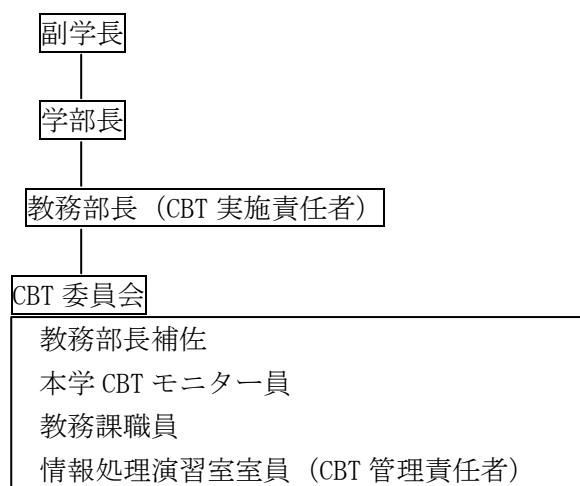 副学長
学部長
教務部長（CBT 実施責任者）
CBT 委員会
教務部長補佐
本学 CBT モニター員
教務課職員
情報処理演習室室員（CBT 管理責任者）